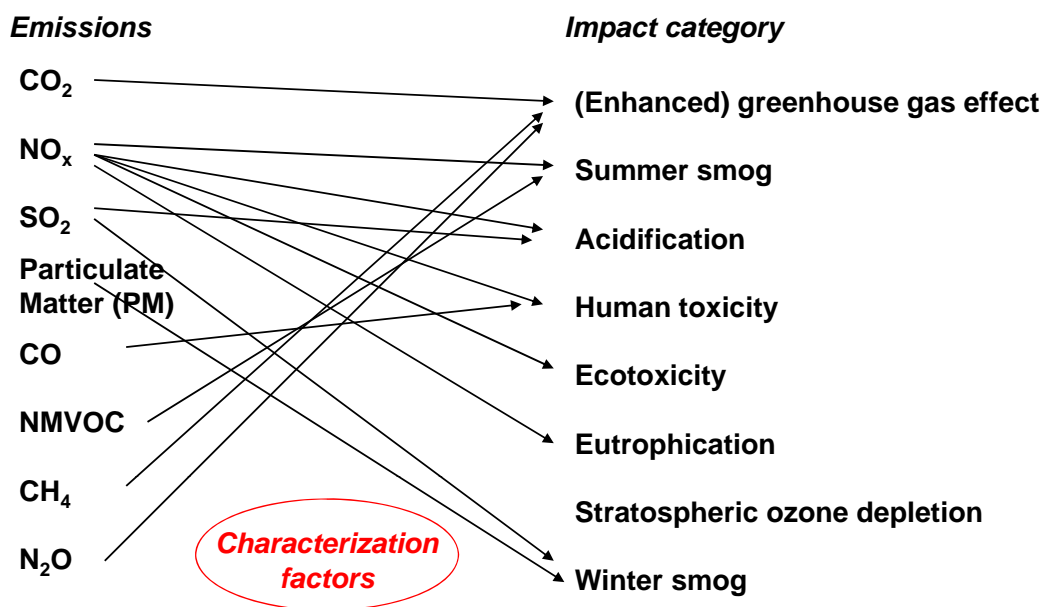 Emissions
Impact category
CO₂
NOₓ
SO₂
Particulate
Matter (PM)
CO
NMVOC
CH₄
N₂O
(Enhanced) greenhouse gas effect
Summer smog
Acidification
Human toxicity
Ecotoxicity
Eutrophication
Stratospheric ozone depletion
Winter smog
Characterization
factors